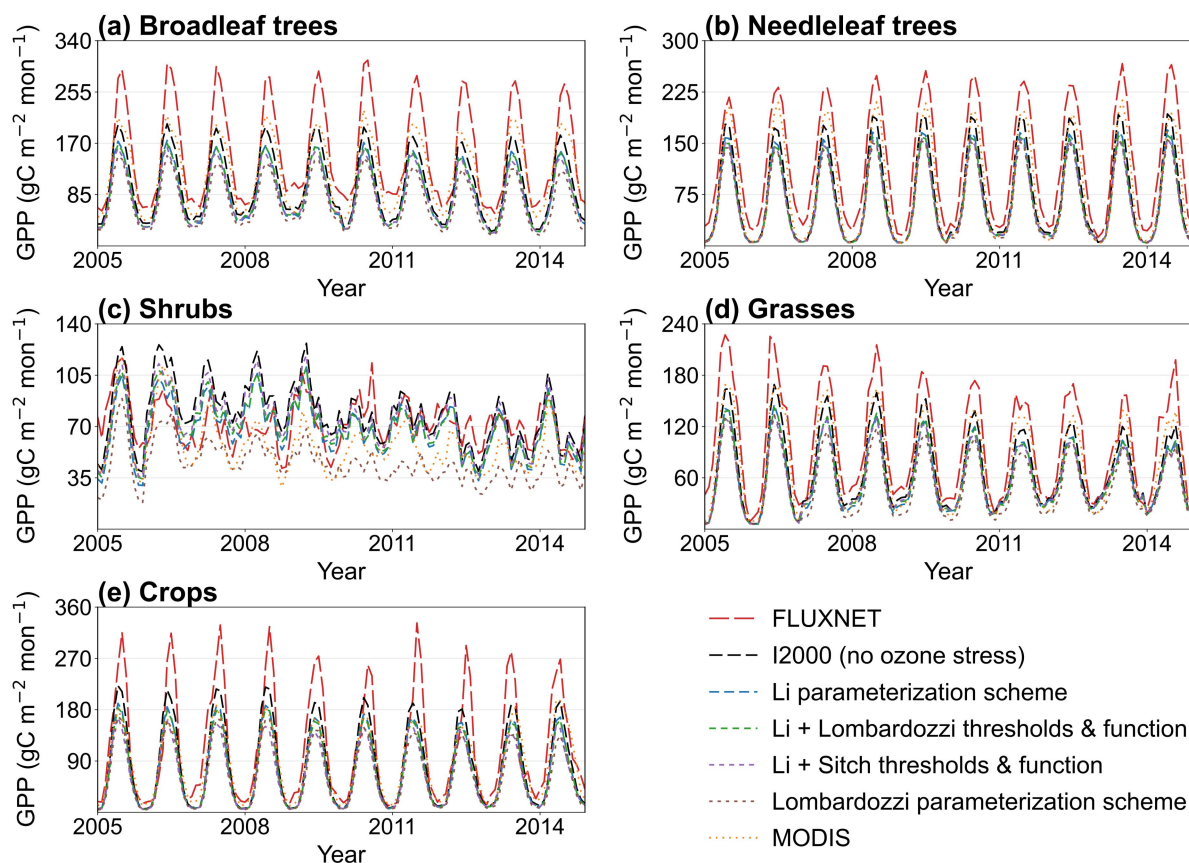 (a) Broadleaf trees
GPP (gC m⁻² mon⁻¹)
340
255
170
85
2005
2008
2011
2014
Year
(b) Needleleaf trees
GPP (gC m⁻² mon⁻¹)
300
225
150
75
2005
2008
2011
2014
Year
(c) Shrubs
GPP (gC m⁻² mon⁻¹)
140
105
70
35
2005
2008
2011
2014
Year
(d) Grasses
GPP (gC m⁻² mon⁻¹)
240
180
120
60
2005
2008
2011
2014
Year
(e) Crops
GPP (gC m⁻² mon⁻¹)
360
270
180
90
2005
2008
2011
2014
Year
FLUXNET
I2000 (no ozone stress)
Li parameterization scheme
Li + Lombardozzi thresholds & function
Li + Sitch thresholds & function
Lombardozzi parameterization scheme
MODIS